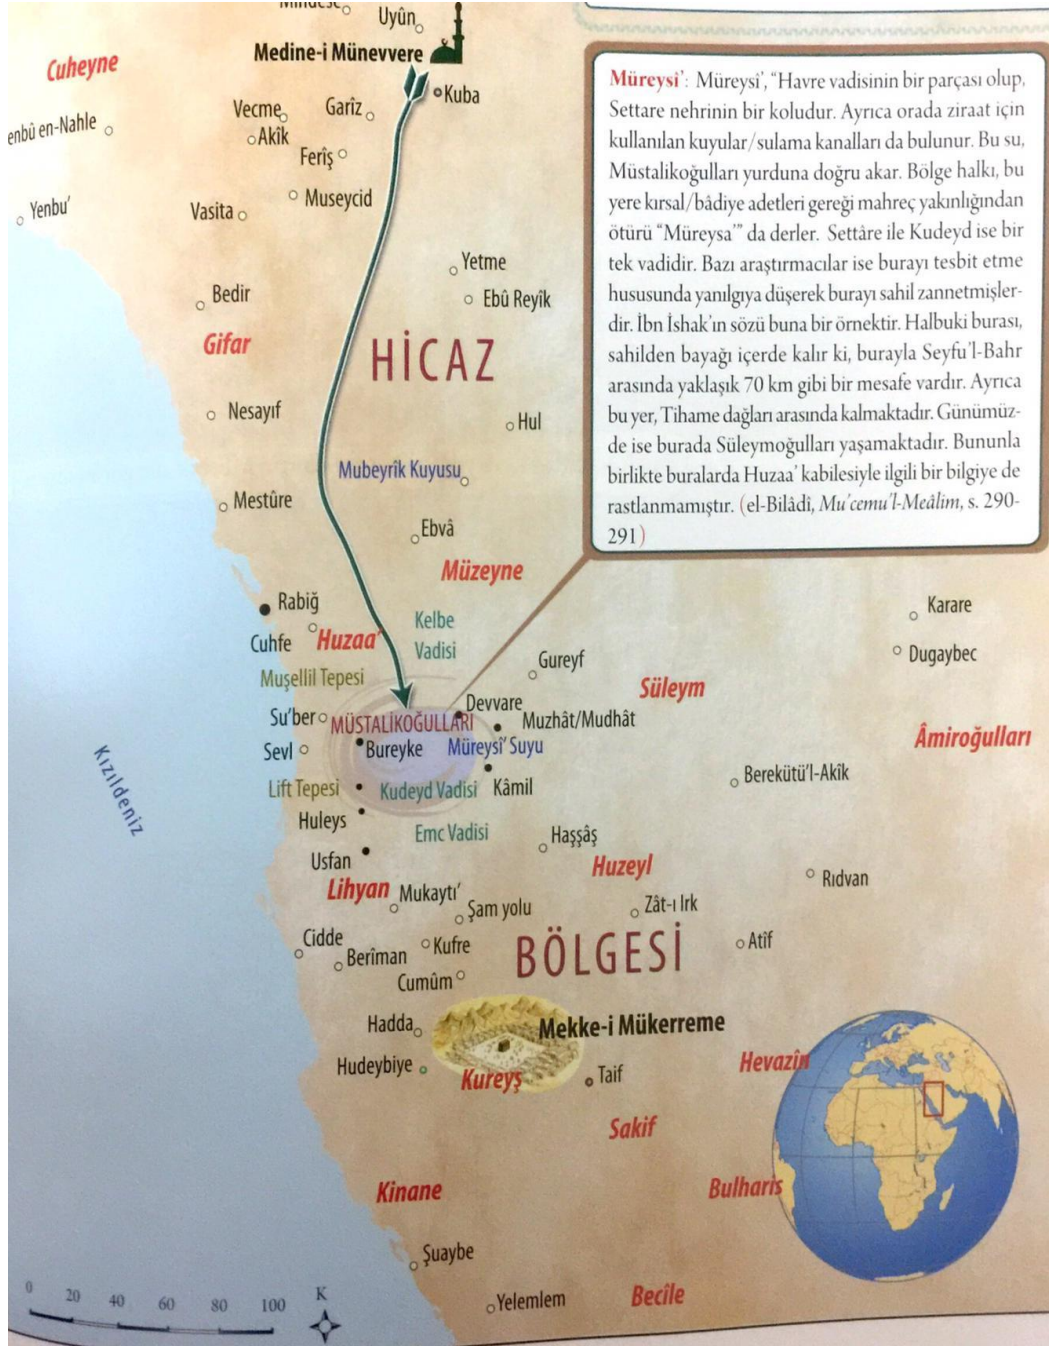 Uyûn
Medine-i Münevvere
Cuheyne
Kuba
Vecme
Garîz
enbû en-Nahle
Akîk
Ferîş
Museycid
Yenbu'
Vasita
Yetme
Bedir
Ebû Reyîk
Gifar
HİCAZ
Nesayıf
Hul
Mubeyrîk Kuyusu
Mestûre
Ebvâ
Müzeyne
Müreysî': Müreysî', "Havre vadisinin bir parçası olup,
Settare nehrinin bir koludur. Ayrıca orada ziraat için
kullanılan kuyular/sulama kanalları da bulunur. Bu su,
Müstalikoğulları yurduna doğru akar. Bölge halkı, bu
yere kırsal/bâdiye adetleri gereği mahreç yakınlığından
ötürü "Müreysa'" da derler. Settâre ile Kudeyd ise bir
tek vadidir. Bazı araştırmacılar ise burayı tesbit etme
hususunda yanılgıya düşerek burayı sahil zannetmişler-
dir. İbn İshak'ın sözü buna bir örnektir. Halbuki burası,
sahilden bayağı içerde kalır ki, burayla Seyfu'l-Bahr
arasında yaklaşık 70 km gibi bir mesafe vardır. Ayrıca
bu yer, Tihame dağları arasında kalmaktadır. Günümüz-
de ise burada Süleymoğulları yaşamaktadır. Bununla
birlikte buralarda Huzaa' kabilesiyle ilgili bir bilgiye de
rastlanmamıştır. (el-Bilâdî, Mu'cemu'l-Meâlim, s. 290-
291)
Rabiğ
Karare
Kelbe
Vadisi
Cuhfe
Huzaa'
Dugaybec
Gureyf
Muşellil Tepesi
Süleym
Devvare
Su'ber
MÜSTALİKOĞULLARI
Muzhât/Mudhât
Âmiroğulları
Sevl
Bureyke
Müreysî' Suyu
Kızıldeniz
Berekütü'l-Akîk
Lift Tepesi
Kudeyd Vadisi
Kâmil
Huleys
Emc Vadisi
Haşşâş
Usfan
Huzeyl
Rıdvan
Lihyan
Mukaytı'
Şam yolu
Zât-ı Irk
Cidde
Kufre
BÖLGESİ
Atîf
Berîman
Cumûm
Hadda
Mekke-i Mükerreme
Hudeybiye
Kureyş
Taif
Hevazîn
Sakif
Kinane
Bulharis
Şuaybe
Yelemlem
Becîle
0 20 40 60 80 100
K